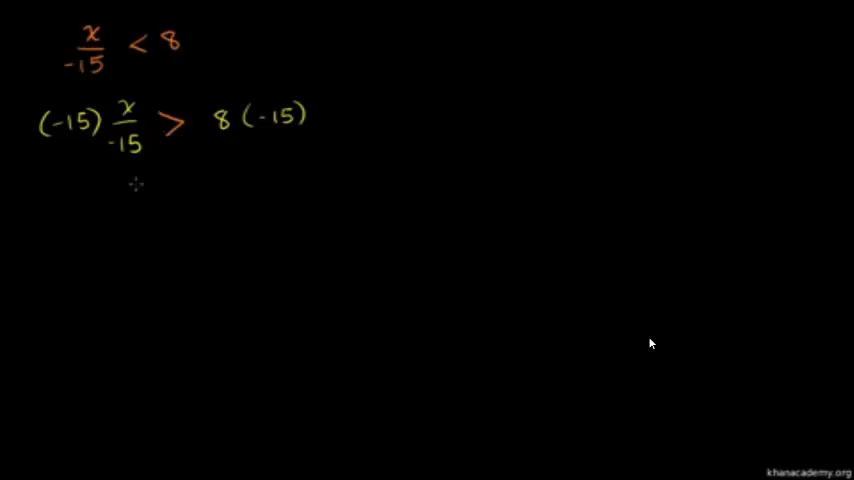 x/-15 < 8
(-15) x/-15 > 8 (-15)
khanacademy.org